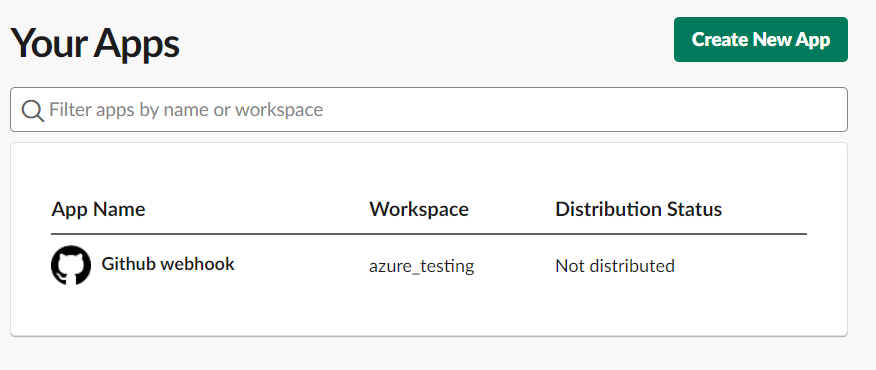 Your Apps
Create New App
Filter apps by name or workspace
App Name Workspace Distribution Status
Github webhook azure_testing Not distributed